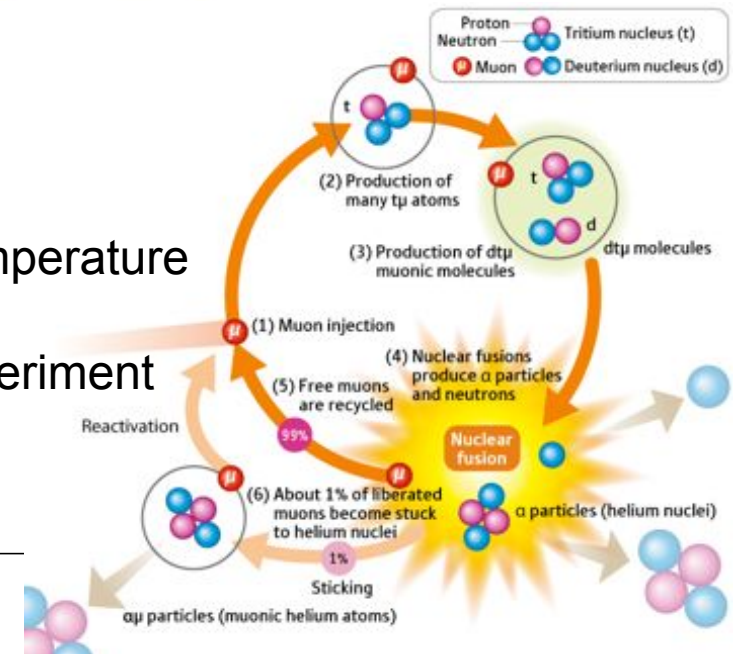 Proton
Neutron
Tritium nucleus (t)
μ Muon
Deuterium nucleus (d)
μ
t
(2) Production of
many tμ atoms
μ
t
d
(3) Production of dtμ
muonic molecules
dtμ molecules
mperature
μ
(1) Muon injection
eriment
(4) Nuclear fusions
produce α particles
and neutrons
(5) Free muons
are recycled
Reactivation
99%
Nuclear
fusion
μ
μ
(6) About 1% of liberated
muons become stuck
to helium nuclei
α particles (helium nuclei)
1%
Sticking
αμ particles (muonic helium atoms)